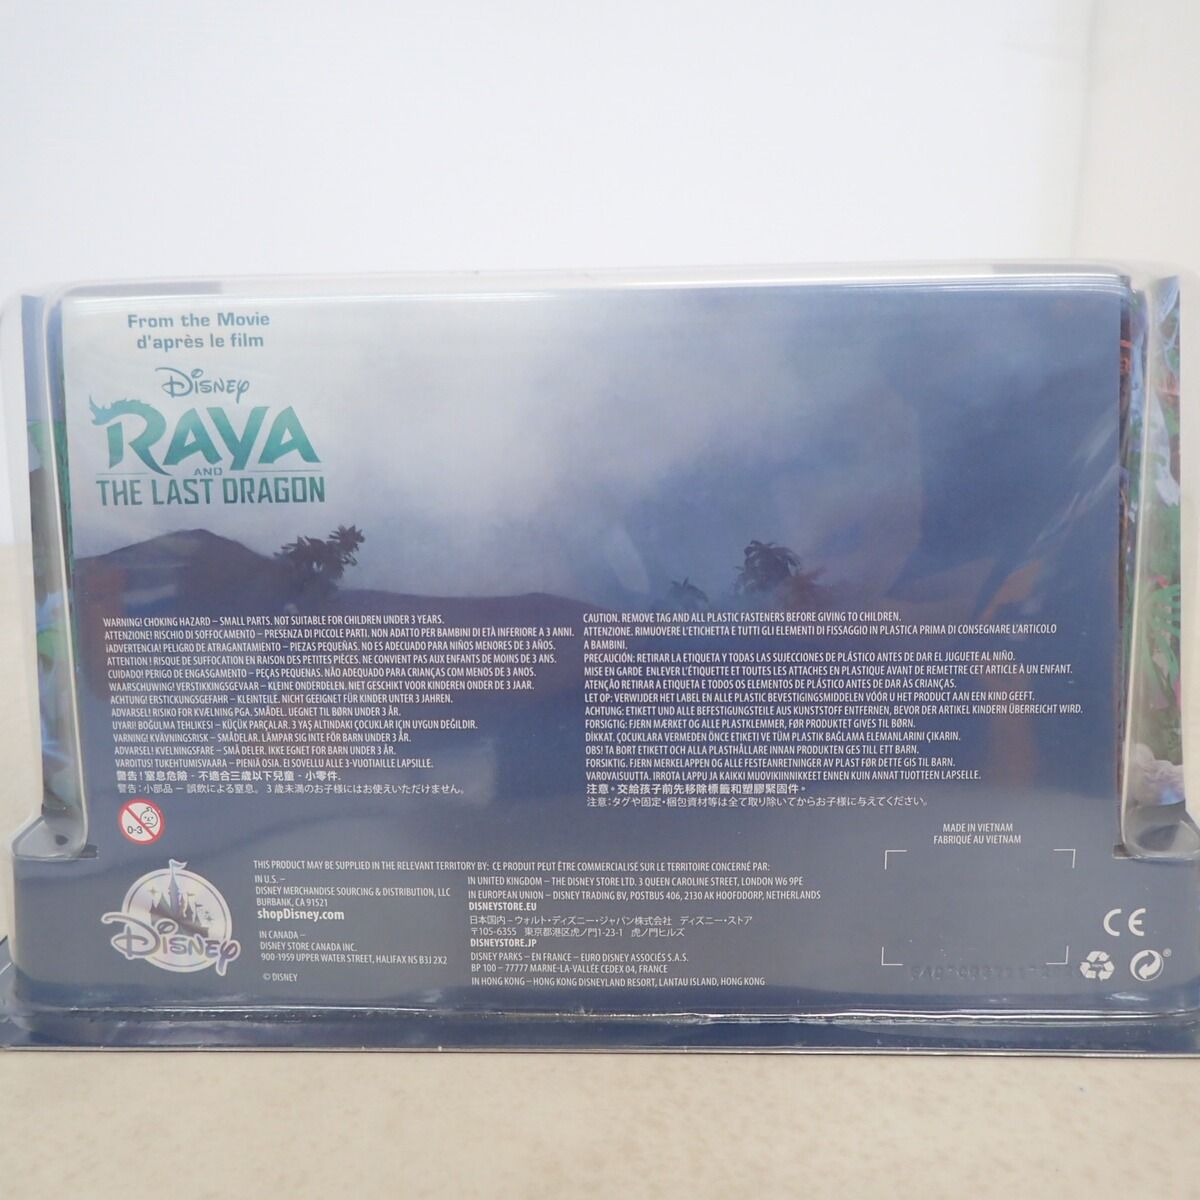 From the Movie
d'après le film
Disney
RAYA
AND
THE LAST DRAGON
WARNING! CHOKING HAZARD – SMALL PARTS. NOT SUITABLE FOR CHILDREN UNDER 3 YEARS.
ATTENZIONE! RISCHIO DI SOFFOCAMENTO – PRESENZA DI PICCOLE PARTI. NON ADATTO PER BAMBINI DI ETÀ INFERIORE A 3 ANNI.
¡ADVERTENCIA! PELIGRO DE ATRAGANTAMIENTO – PIEZAS PEQUEÑAS. NO ES ADECUADO PARA NIÑOS MENORES DE 3 AÑOS.
ATTENTION ! RISQUE DE SUFFOCATION EN RAISON DES PETITES PIÈCES. NE CONVIENT PAS AUX ENFANTS DE MOINS DE 3 ANS.
CUIDADO! PERIGO DE ENGASGAMENTO – PEÇAS PEQUENAS. NÃO ADEQUADO PARA CRIANÇAS COM MENOS DE 3 ANOS.
WAARSCHUWING! VERSTIKKINGSGEVAAR – KLEINE ONDERDELEN. NIET GESCHIKT VOOR KINDEREN ONDER DE 3 JAAR.
ACHTUNG! ERSTICKUNGSGEFAHR – KLEINTEILE. NICHT GEEIGNET FÜR KINDER UNTER 3 JAHREN.
ADVARSEL! RISIKO FOR KVÆLNING PGA. SMÅDEL. UEGNET TIL BØRN UNDER 3 ÅR.
UYARI! BOĞULMA TEHLIKESI – KÜÇÜK PARÇALAR. 3 YAŞ ALTINDAKI ÇOCUKLAR IÇIN UYGUN DEĞILDIR.
VARNING! KVÄVNINGSRISK – SMÅDELAR. LÄMPAR SIG INTE FÖR BARN UNDER 3 ÅR.
ADVARSEL! KVELNINGSFARE – SMÅ DELER. IKKE EGNET FOR BARN UNDER 3 ÅR.
VAROITUS! TUKEHTUMISVAARA – PIENIÄ OSIA. EI SOVELLU ALLE 3-VUOTIAILLE LAPSILLE.
警告！窒息危險 - 不適合三歲以下兒童 - 小零件.
警告：小部品 － 誤飲による窒息。 3 歳未満のお子様にはお使いいただけません。
0-3
CAUTION. REMOVE TAG AND ALL PLASTIC FASTENERS BEFORE GIVING TO CHILDREN.
ATTENZIONE. RIMUOVERE L'ETICHETTA E TUTTI GLI ELEMENTI DI FISSAGGIO IN PLASTICA PRIMA DI CONSEGNARE L'ARTICOLO
A BAMBINI.
PRECAUCIÓN: RETIRAR LA ETIQUETA Y TODAS LAS SUJECCIONES DE PLÁSTICO ANTES DE DAR EL JUGUETE AL NIÑO.
MISE EN GARDE  ENLEVER L'ÉTIQUETTE ET TOUTES LES ATTACHES EN PLASTIQUE AVANT DE REMETTRE CET ARTICLE À UN ENFANT.
ATENÇÃO RETIRAR A ETIQUETA E TODOS OS ELEMENTOS DE PLÁSTICO ANTES DE DAR ÀS CRIANÇAS.
LET OP: VERWIJDER HET LABEL EN ALLE PLASTIC BEVESTIGINGSMIDDELEN VÓÓR U HET PRODUCT AAN EEN KIND GEEFT.
ACHTUNG: ETIKETT UND ALLE BEFESTIGUNGSTEILE AUS KUNSTSTOFF ENTFERNEN, BEVOR DER ARTIKEL KINDERN ÜBERREICHT WIRD.
FORSIGTIG: FJERN MÆRKET OG ALLE PLASTKLEMMER, FØR PRODUKTET GIVES TIL BØRN.
DİKKAT. ÇOCUKLARA VERMEDEN ÖNCE ETIKETI VE TÜM PLASTIK BAĞLAMA ELEMANLARINI ÇIKARIN.
OBS! TA BORT ETIKETT OCH ALLA PLASTHÅLLARE INNAN PRODUKTEN GES TILL ETT BARN.
FORSIKTIG. FJERN MERKELAPPEN OG ALLE FESTEANRETNINGER AV PLAST FØR DETTE GIS TIL BARN.
VAROVAISUUTTA. IRROTA LAPPU JA KAIKKI MUOVIKIINNIKKEET ENNEN KUIN ANNAT TUOTTEEN LAPSELLE.
注意。交給孩子前先移除標籤和塑膠緊固件。
注意：タグや固定・梱包資材等は全て取り除いてからお子様に与えてください。
MADE IN VIETNAM
FABRIQUÉ AU VIETNAM
THIS PRODUCT MAY BE SUPPLIED IN THE RELEVANT TERRITORY BY: CE PRODUIT PEUT ÊTRE COMMERCIALISÉ SUR LE TERRITOIRE CONCERNÉ PAR:
Disney
IN U.S. –
DISNEY MERCHANDISE SOURCING & DISTRIBUTION, LLC
BURBANK, CA 91521
shopDisney.com
IN CANADA –
DISNEY STORE CANADA INC.
900-1959 UPPER WATER STREET, HALIFAX NS B3J 2X2
© DISNEY
IN UNITED KINGDOM – THE DISNEY STORE LTD. 3 QUEEN CAROLINE STREET, LONDON W6 9PE
IN EUROPEAN UNION – DISNEY TRADING BV, POSTBUS 406, 2130 AK HOOFDDORP, NETHERLANDS
DISNEYSTORE.EU
日本国内－ウォルト・ディズニー・ジャパン株式会社 ディズニー・ストア
〒105-6355 東京都港区虎ノ門1-23-1 虎ノ門ヒルズ
DISNEYSTORE.JP
DISNEY PARKS – EN FRANCE – EURO DISNEY ASSOCIÉS S.A.S.
BP 100 – 77777 MARNE-LA-VALLÉE CEDEX 04, FRANCE
IN HONG KONG – HONG KONG DISNEYLAND RESORT, LANTAU ISLAND, HONG KONG
CE